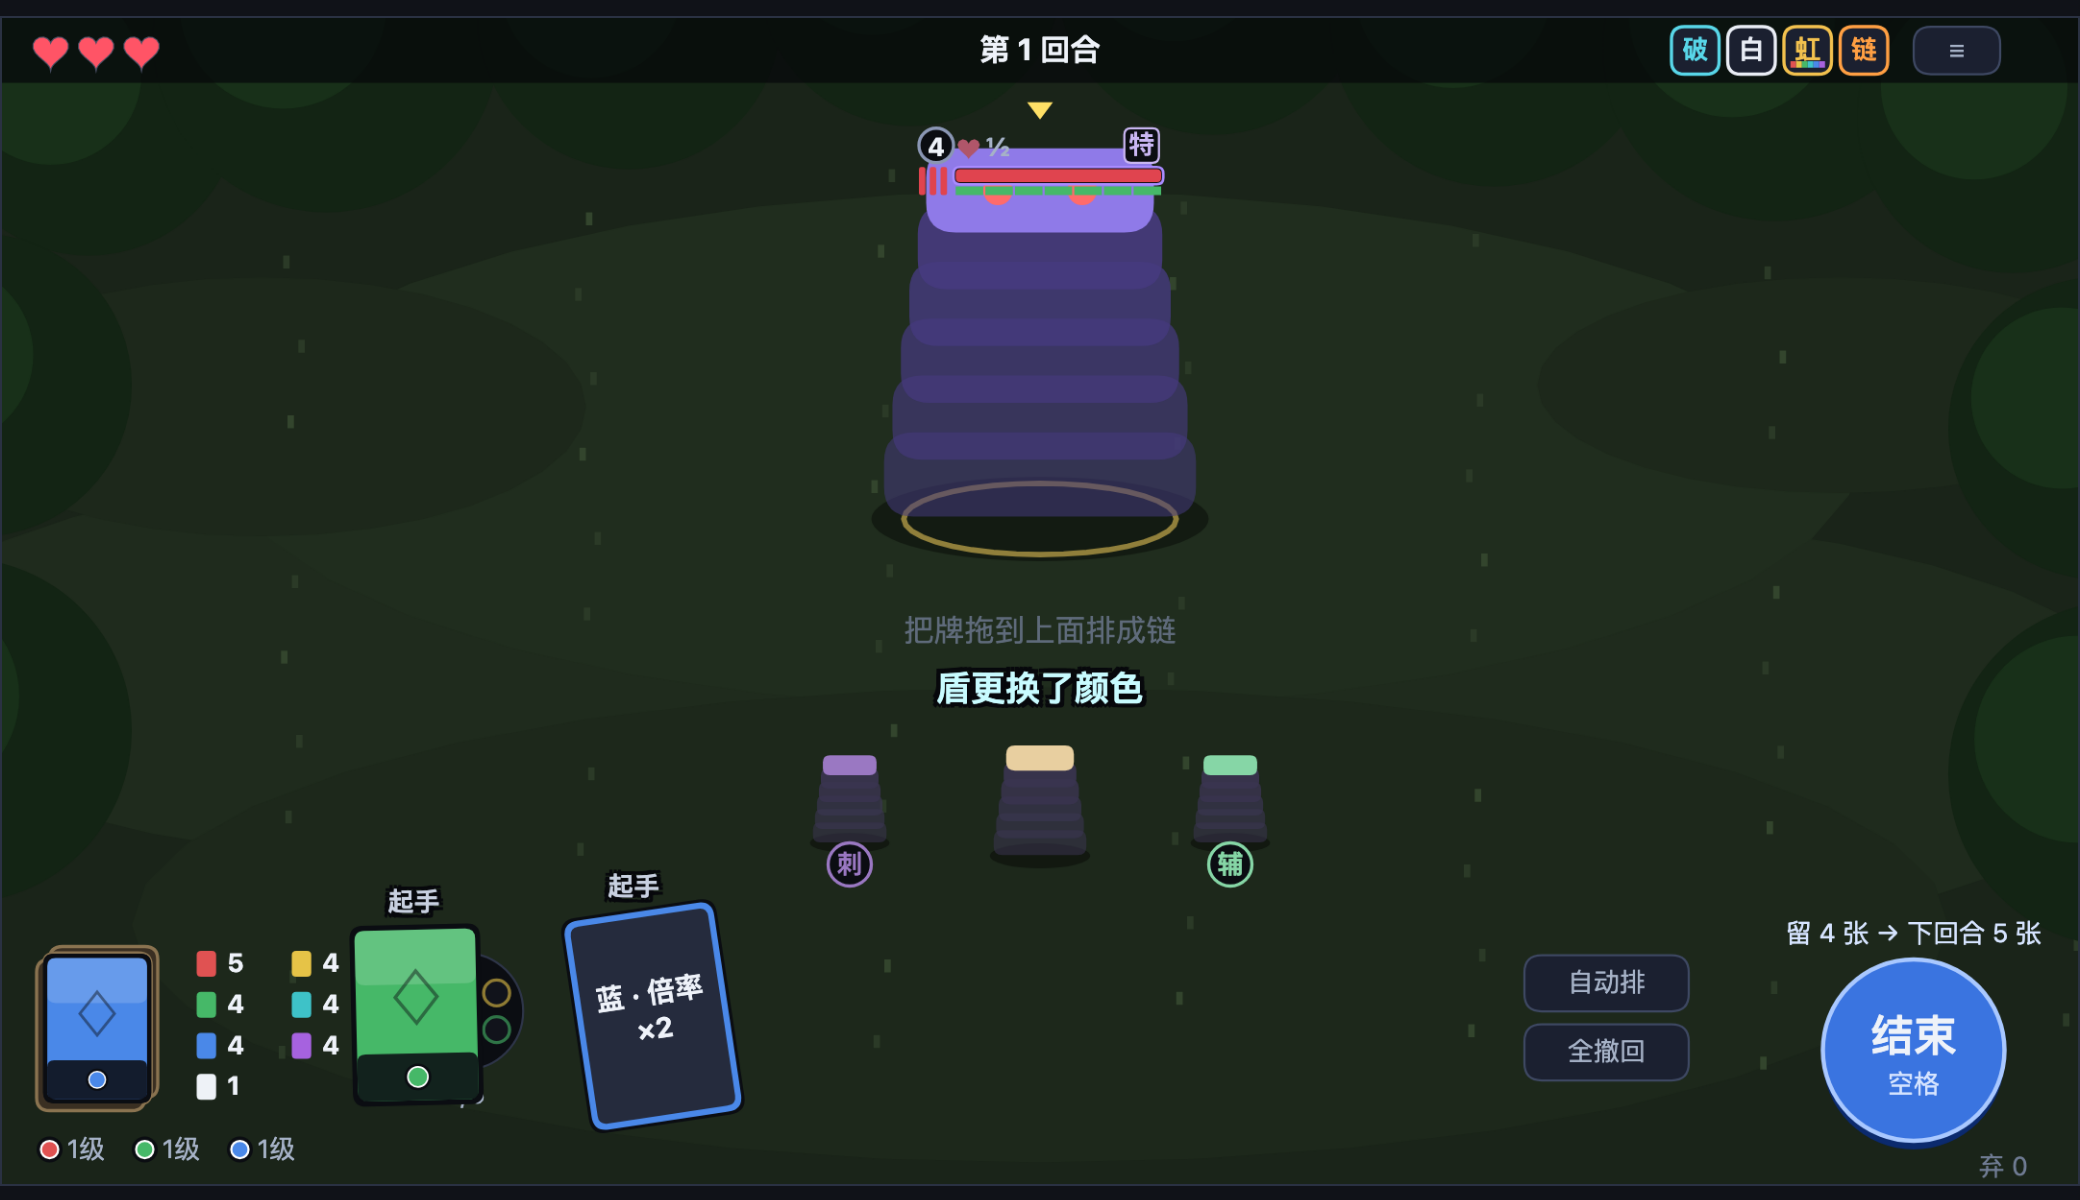 第 1 回合
破 白 虹 链 ≡
4 ½ 特
把牌拖到上面排成链
盾更换了颜色
刺 辅
起手 起手
蓝 · 倍率
×2
5 4
4 4
4 4
1
1级 1级 1级
自动排
全撤回
留 4 张 → 下回合 5 张
结束
空格
弃 0